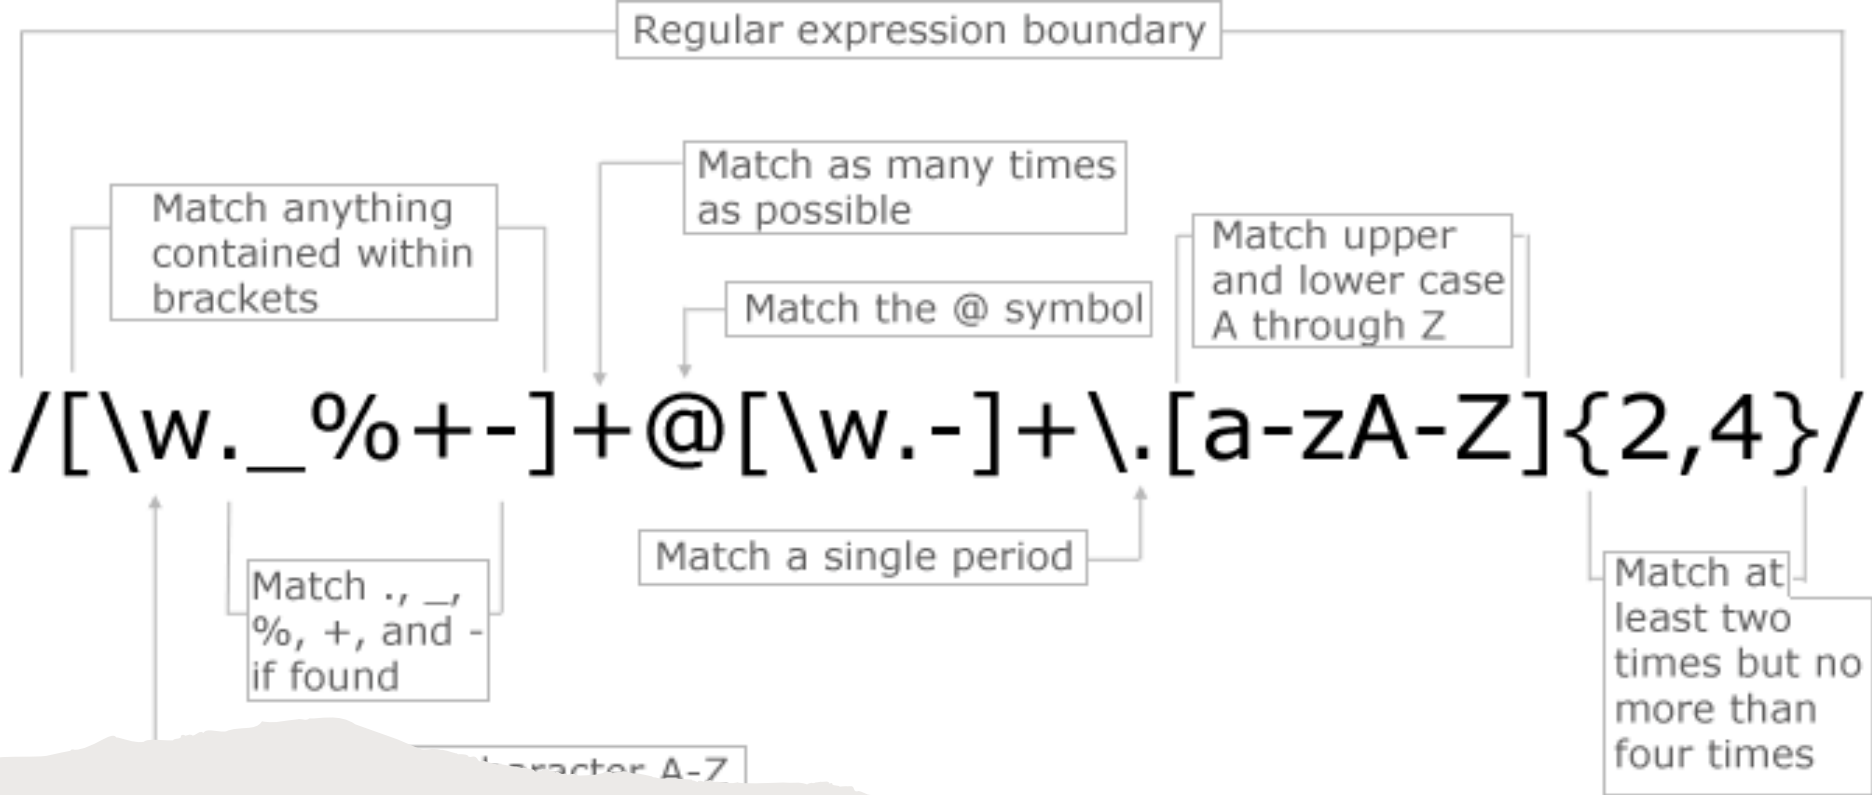 Regular expression boundary
Match as many times
as possible
Match anything
contained within
brackets
Match upper
and lower case
A through Z
Match the @ symbol
/[\w._%+-]+@[\w.-]+\.[a-zA-Z]{2,4}/
Match a single period
Match ., _,
%, +, and -
if found
Match at
least two
times but no
more than
four times
A-Z